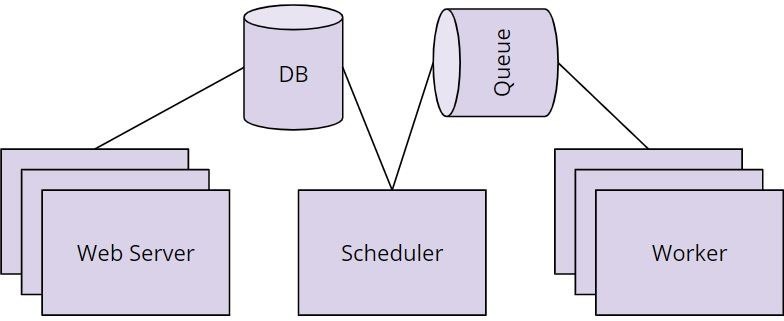 DB
Queue
Web Server
Scheduler
Worker